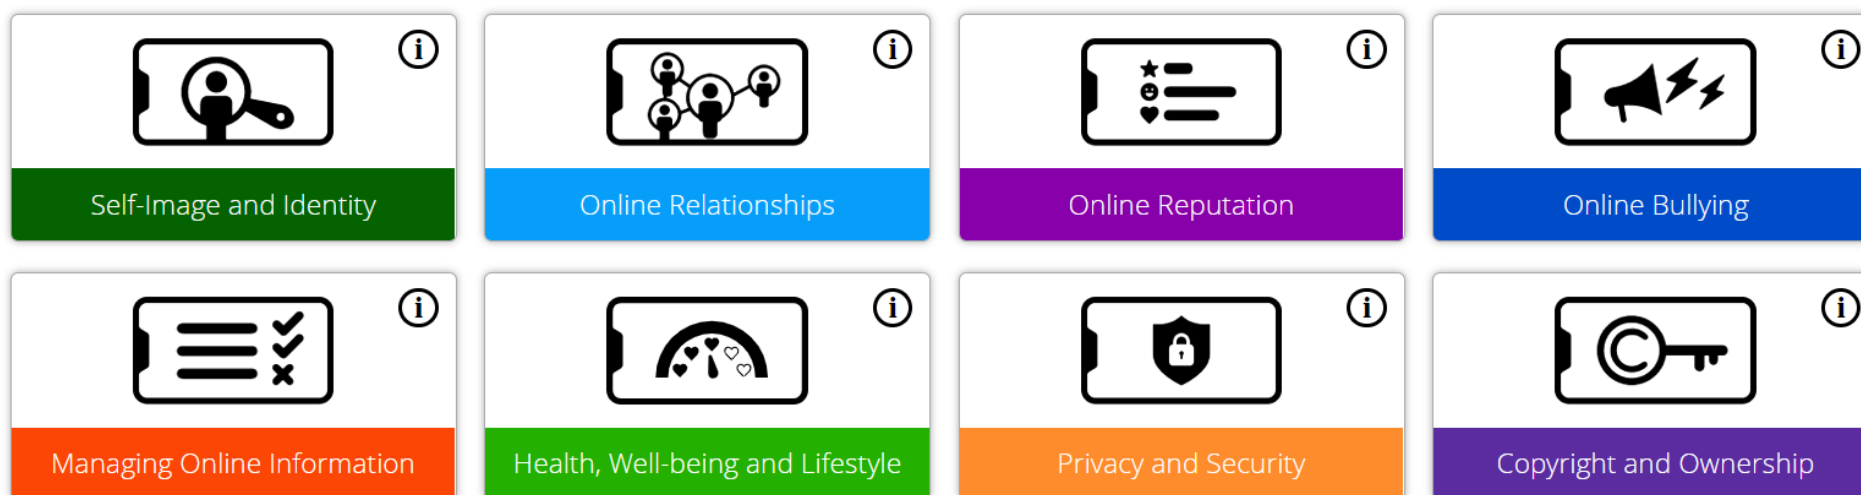 i
i
i
i
Self-Image and Identity
Online Relationships
Online Reputation
Online Bullying
i
i
i
i
Managing Online Information
Health, Well-being and Lifestyle
Privacy and Security
C
Copyright and Ownership